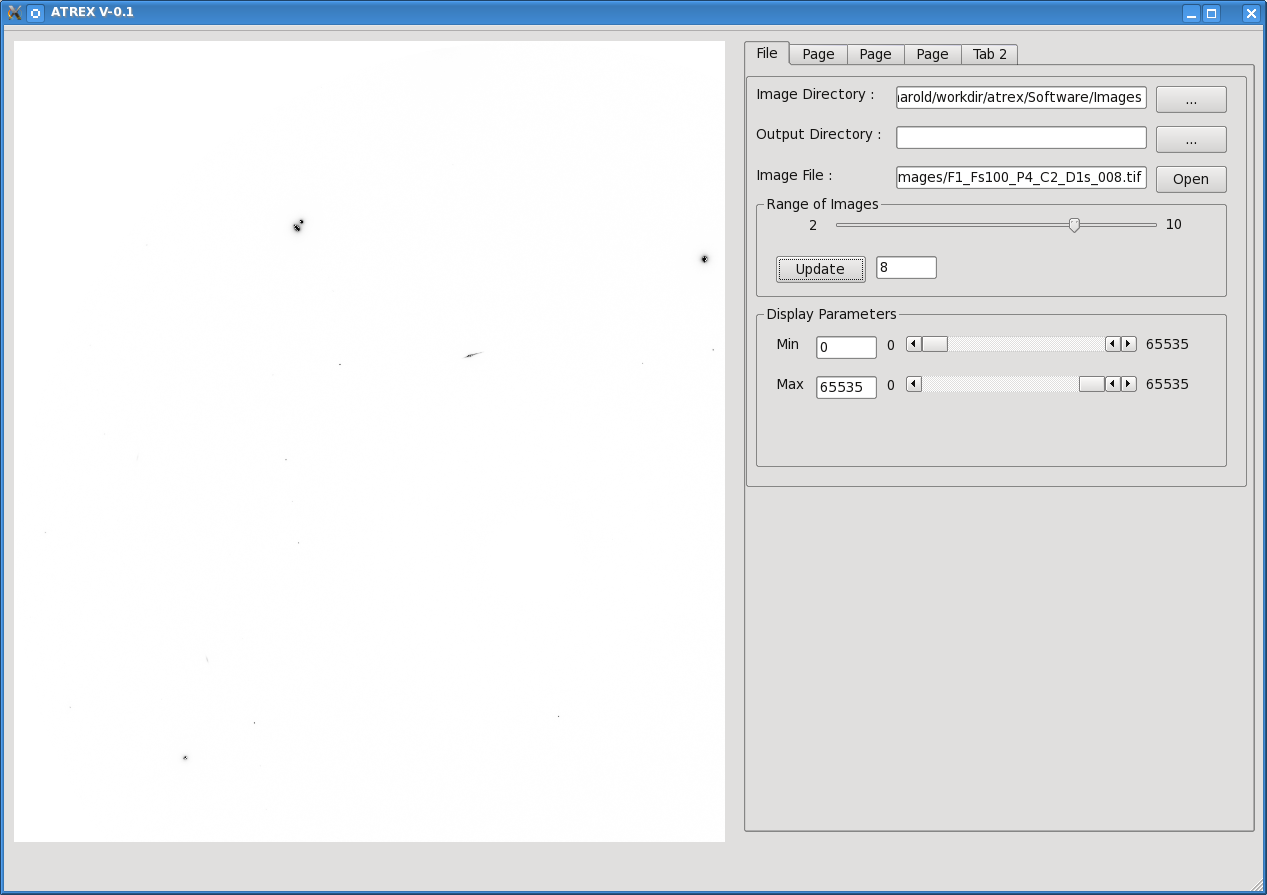 ATREX V-0.1
File Page Page Page Tab 2
Image Directory : arold/workdir/atrex/Software/Images ...
Output Directory : ...
Image File : mages/F1_Fs100_P4_C2_D1s_008.tif Open
Range of Images
2 10
Update 8
Display Parameters
Min 0 0 65535
Max 65535 0 65535